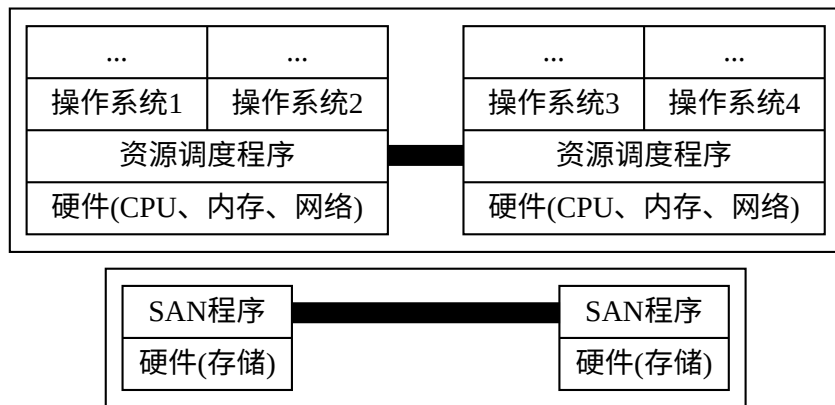 ... ... ... ...
操作系统1 操作系统2 操作系统3 操作系统4
资源调度程序 资源调度程序
硬件(CPU、内存、网络) 硬件(CPU、内存、网络)
SAN程序 SAN程序
硬件(存储) 硬件(存储)